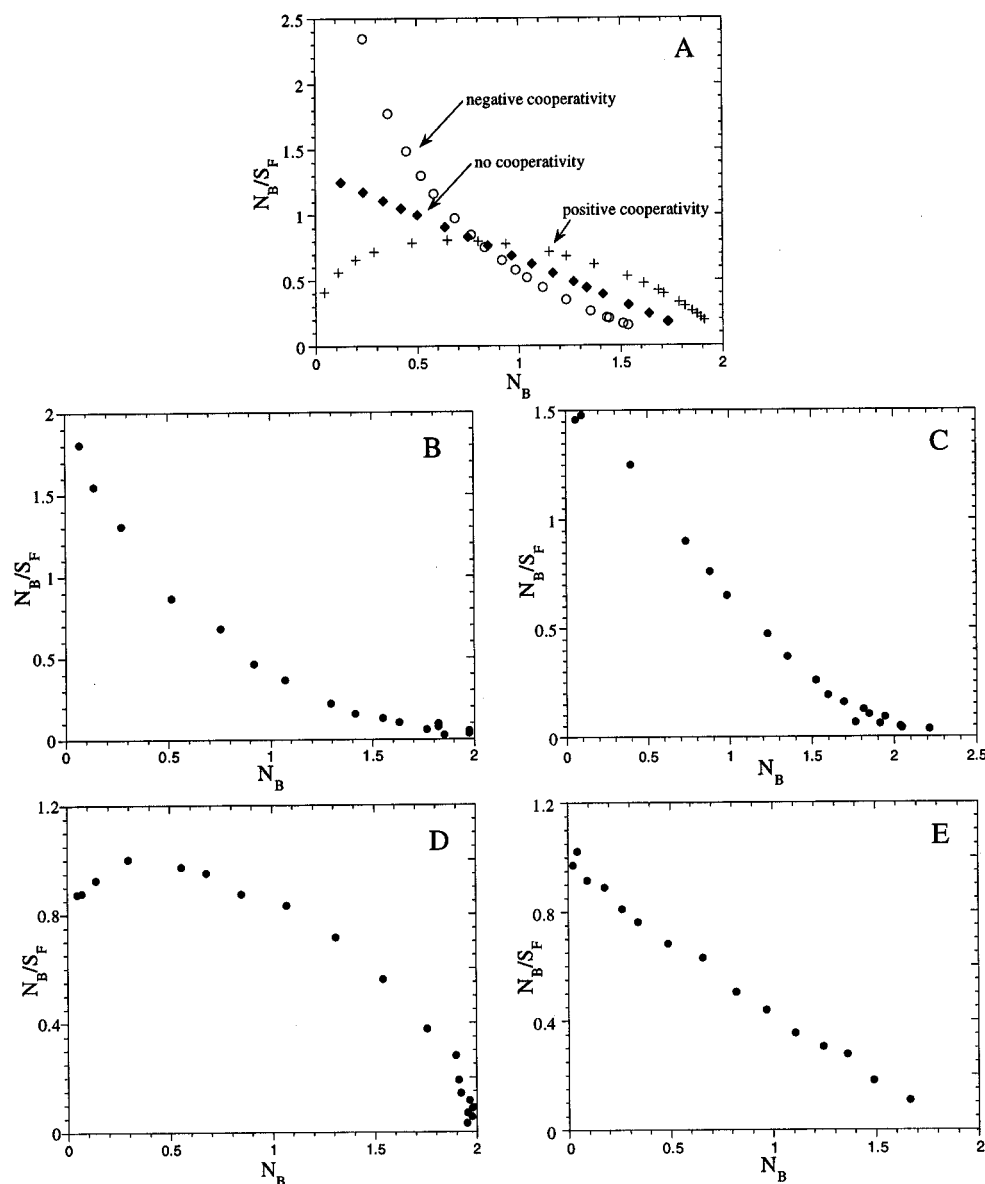 A
negative cooperativity
no cooperativity
positive cooperativity
N_B/S_F
2.5
2
1.5
1
0.5
0
0 0.5 1 1.5 2
N_B
B
N_B/S_F
2
1.5
1
0.5
0
0 0.5 1 1.5 2
N_B
C
N_B/S_F
1.5
1
0.5
0
0 0.5 1 1.5 2 2.5
N_B
D
N_B/S_F
1.2
0.8
0.4
0
0 0.5 1 1.5 2
N_B
E
N_B/S_F
1.2
0.8
0.4
0
0 0.5 1 1.5 2
N_B